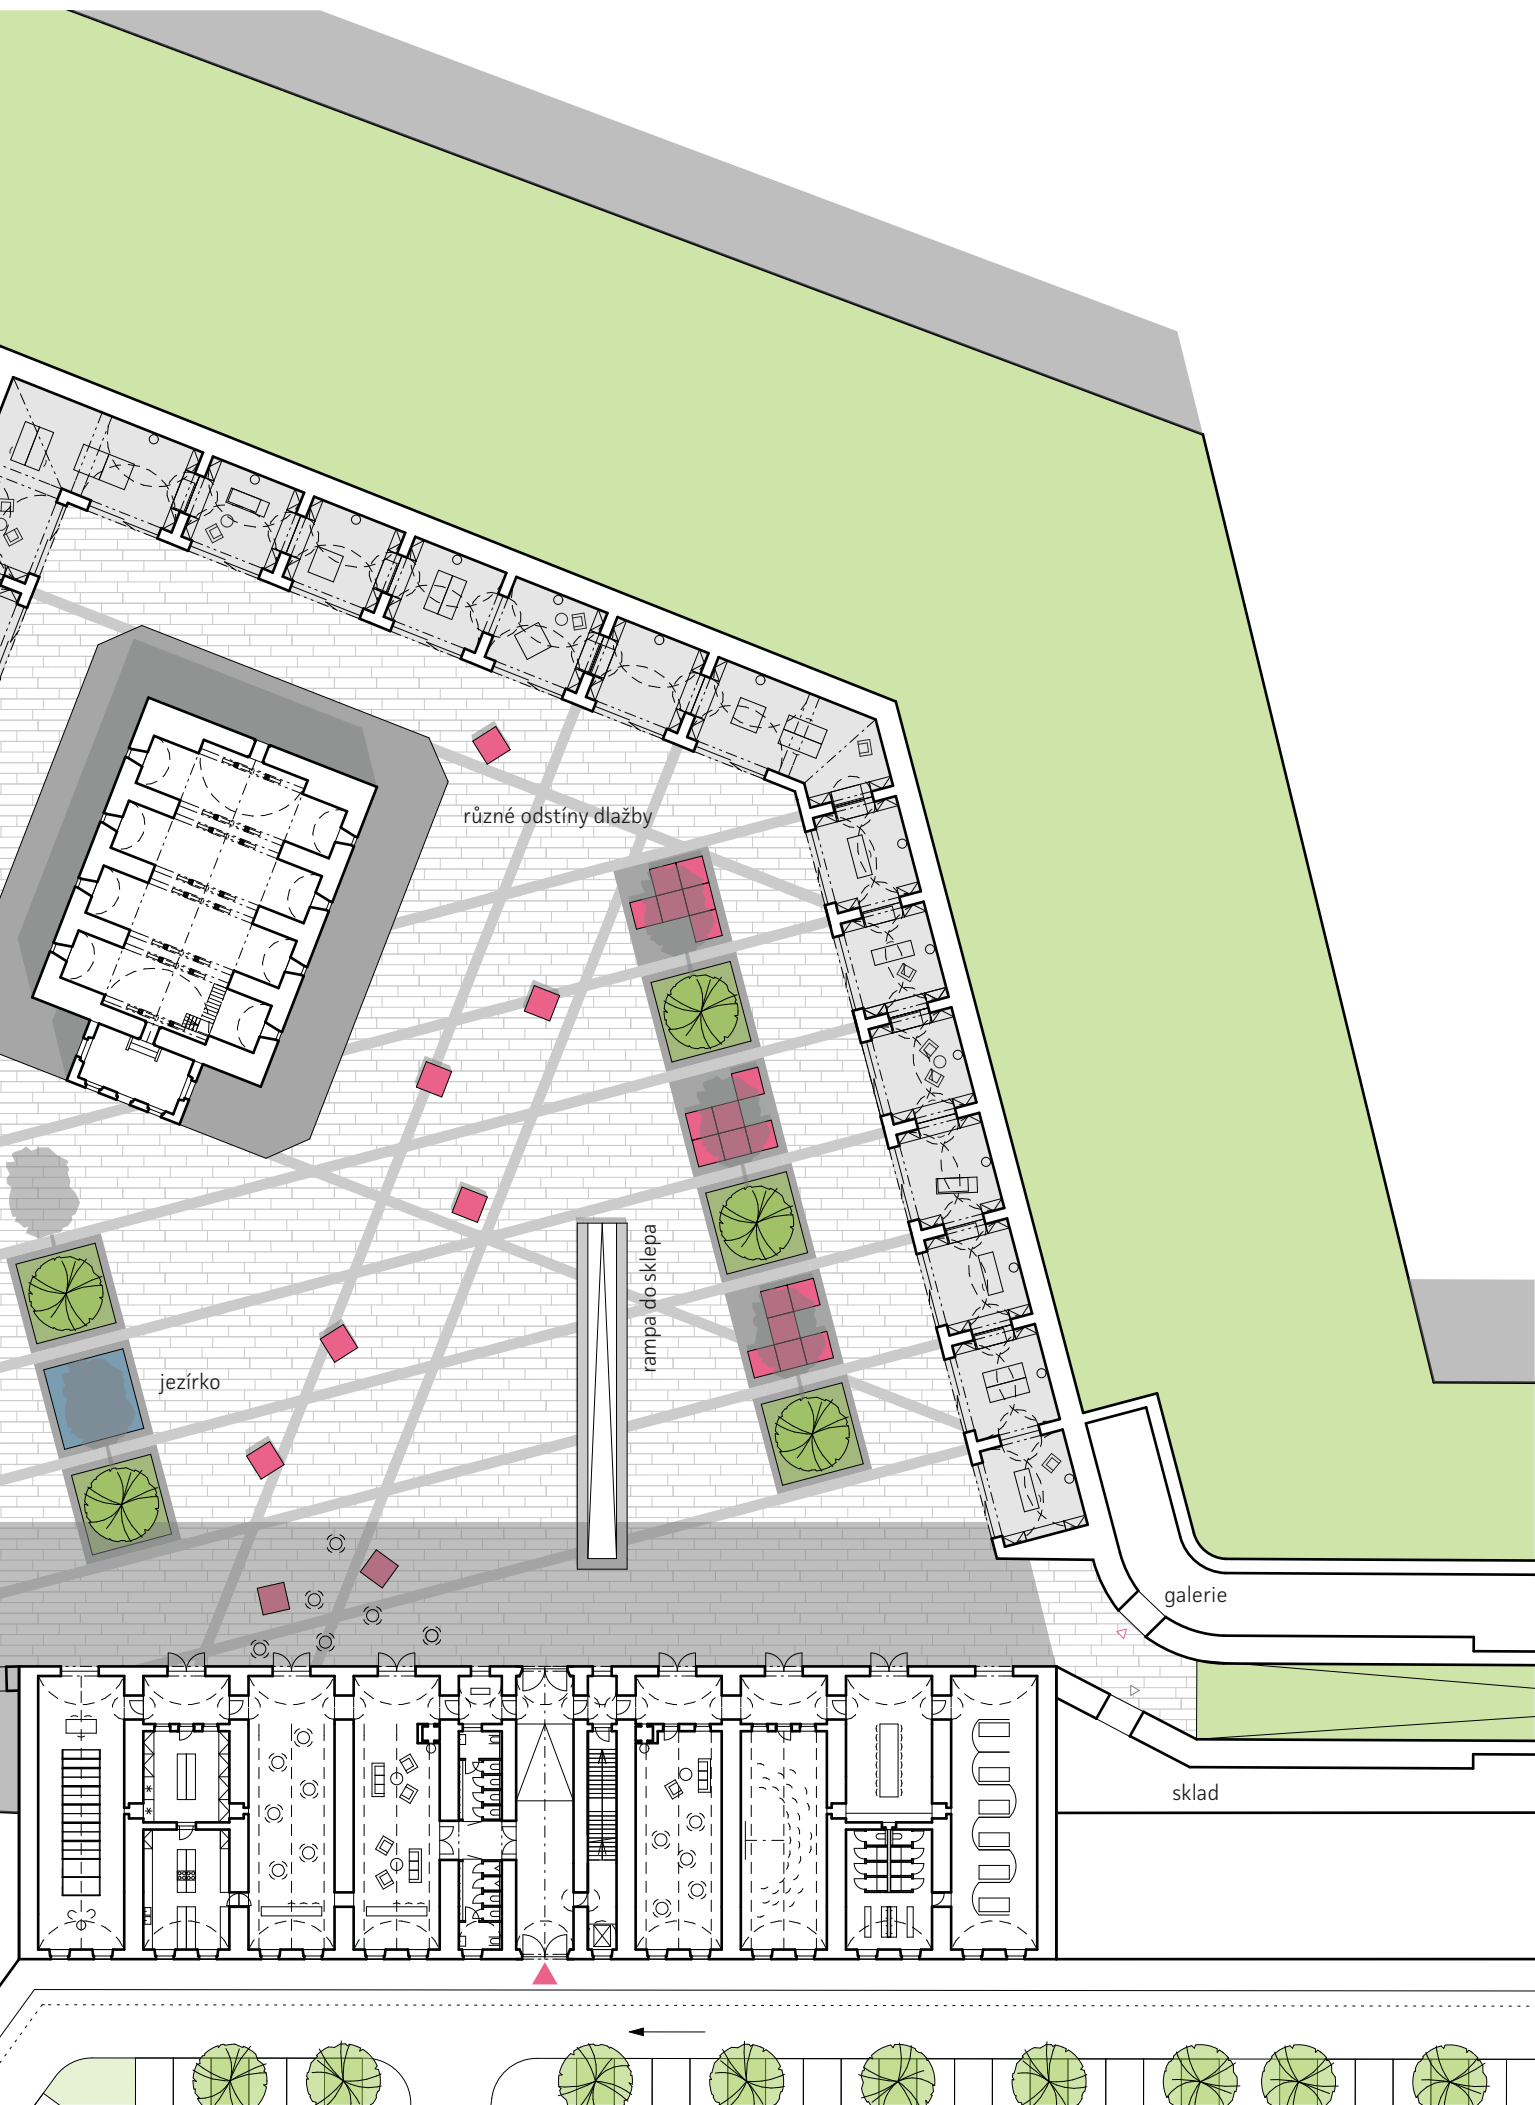 různé odstíny dlažby
rampa do sklepa
jezírko
galerie
sklad